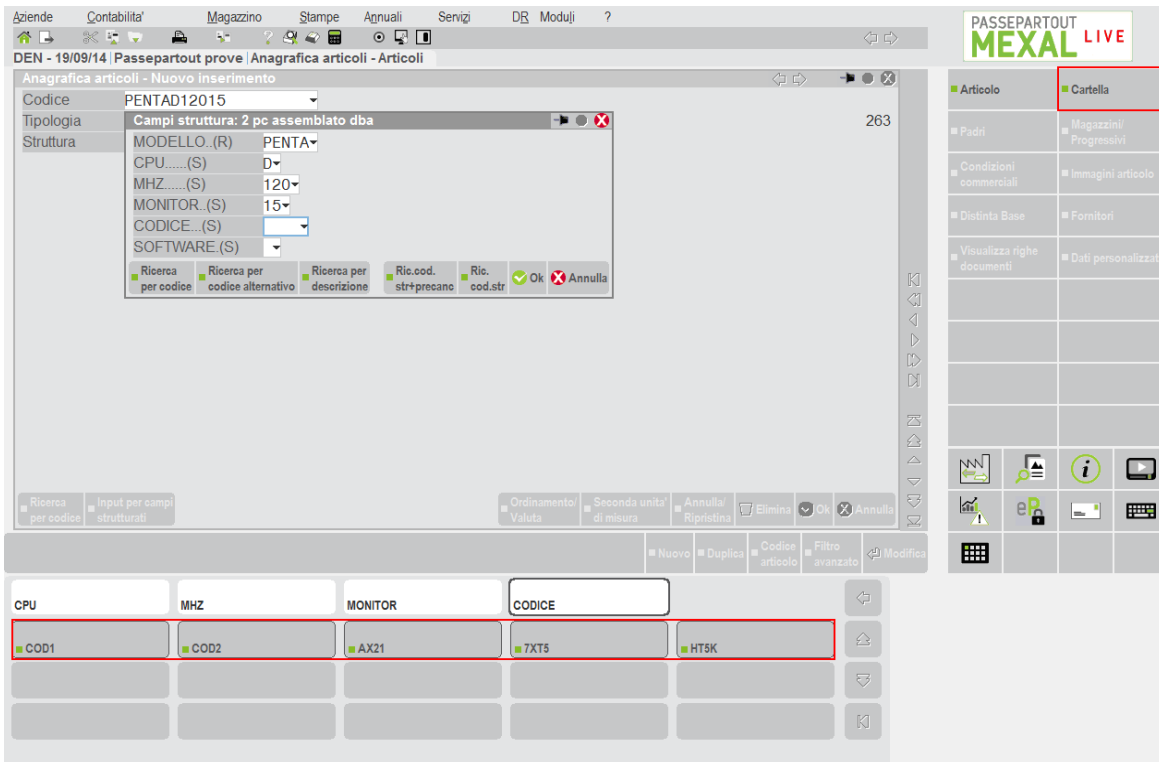 Aziende Contabilita' Magazzino Stampe Annuali Servizi DR Moduli ?
DEN - 19/09/14 Passepartout prove Anagrafica articoli - Articoli
PASSEPARTOUT
MEXAL LIVE
Anagrafica articoli - Nuovo inserimento
Codice PENTAD12015
Tipologia 263
Struttura
Campi struttura: 2 pc assemblato dba
MODELLO..(R) PENTA
CPU......(S) D
MHZ.....(S) 120
MONITOR..(S) 15
CODICE...(S)
SOFTWARE.(S)
Ricerca per codice
Ricerca per codice alternativo
Ricerca per descrizione
Ric.cod. str+precanc
Ric. cod.str
Ok
Annulla
Articolo
Cartella
Padri
Magazzini/ Progressivi
Condizioni commerciali
Immagini articolo
Distinta Base
Fornitori
Visualizza righe documenti
Dati personalizzat
Ricerca per codice
Input per campi strutturati
Ordinamento/ Valuta
Seconda unita' di misura
Annulla/ Ripristina
Elimina
Ok
Annulla
Nuovo
Duplica
Codice articolo
Filtro avanzato
Modifica
CPU MHZ MONITOR CODICE
COD1 COD2 AX21 7XT5 HT5K